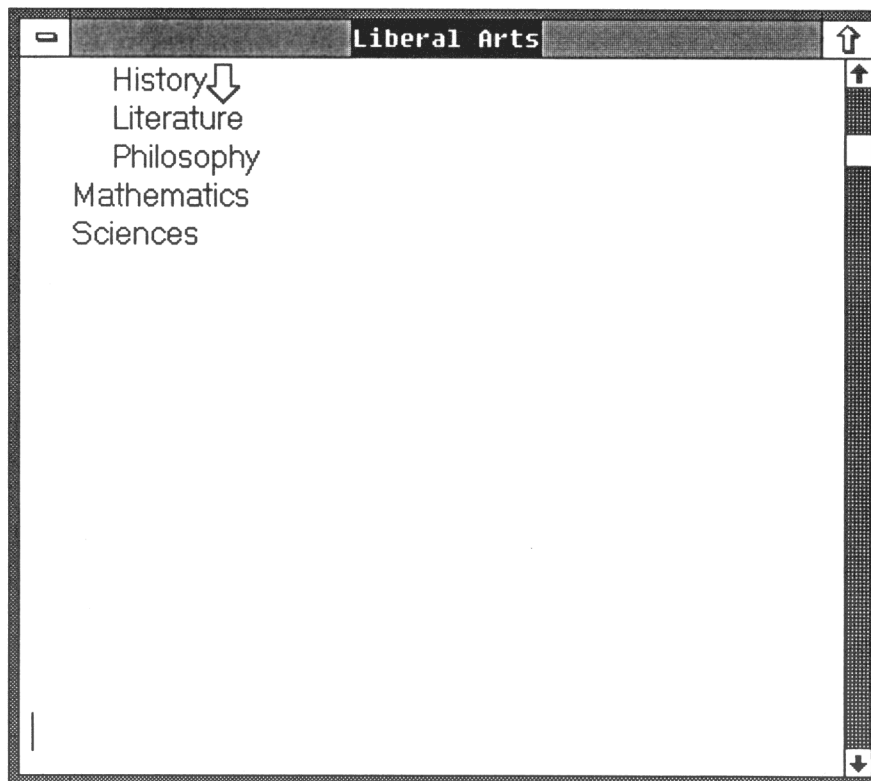 Liberal Arts
History
Literature
Philosophy
Mathematics
Sciences